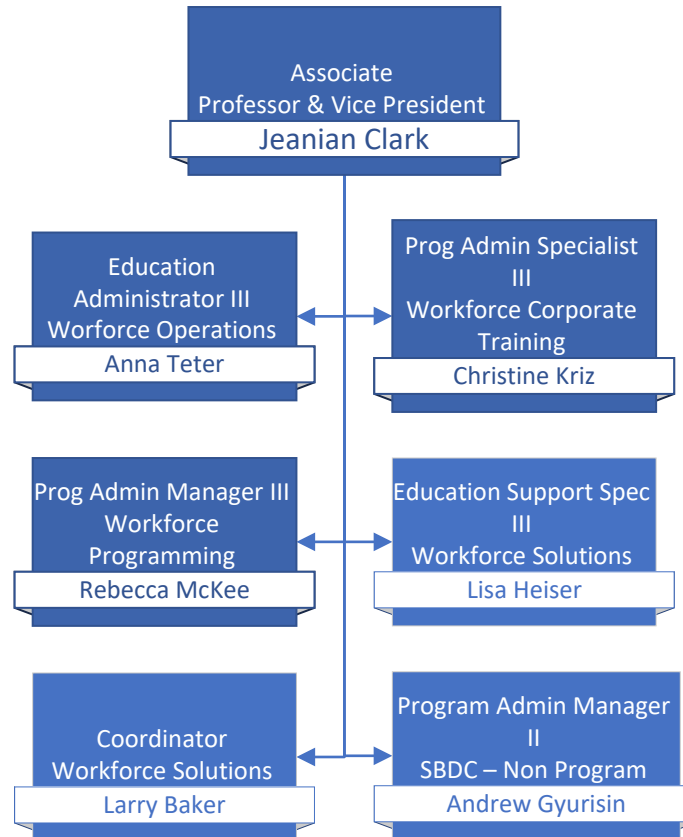 Associate
Professor & Vice President
Jeanian Clark
Education
Administrator III
Worforce Operations
Anna Teter
Prog Admin Specialist
III
Workforce Corporate
Training
Christine Kriz
Prog Admin Manager III
Workforce
Programming
Rebecca McKee
Education Support Spec
III
Workforce Solutions
Lisa Heiser
Coordinator
Workforce Solutions
Larry Baker
Program Admin Manager
II
SBDC – Non Program
Andrew Gyurisin